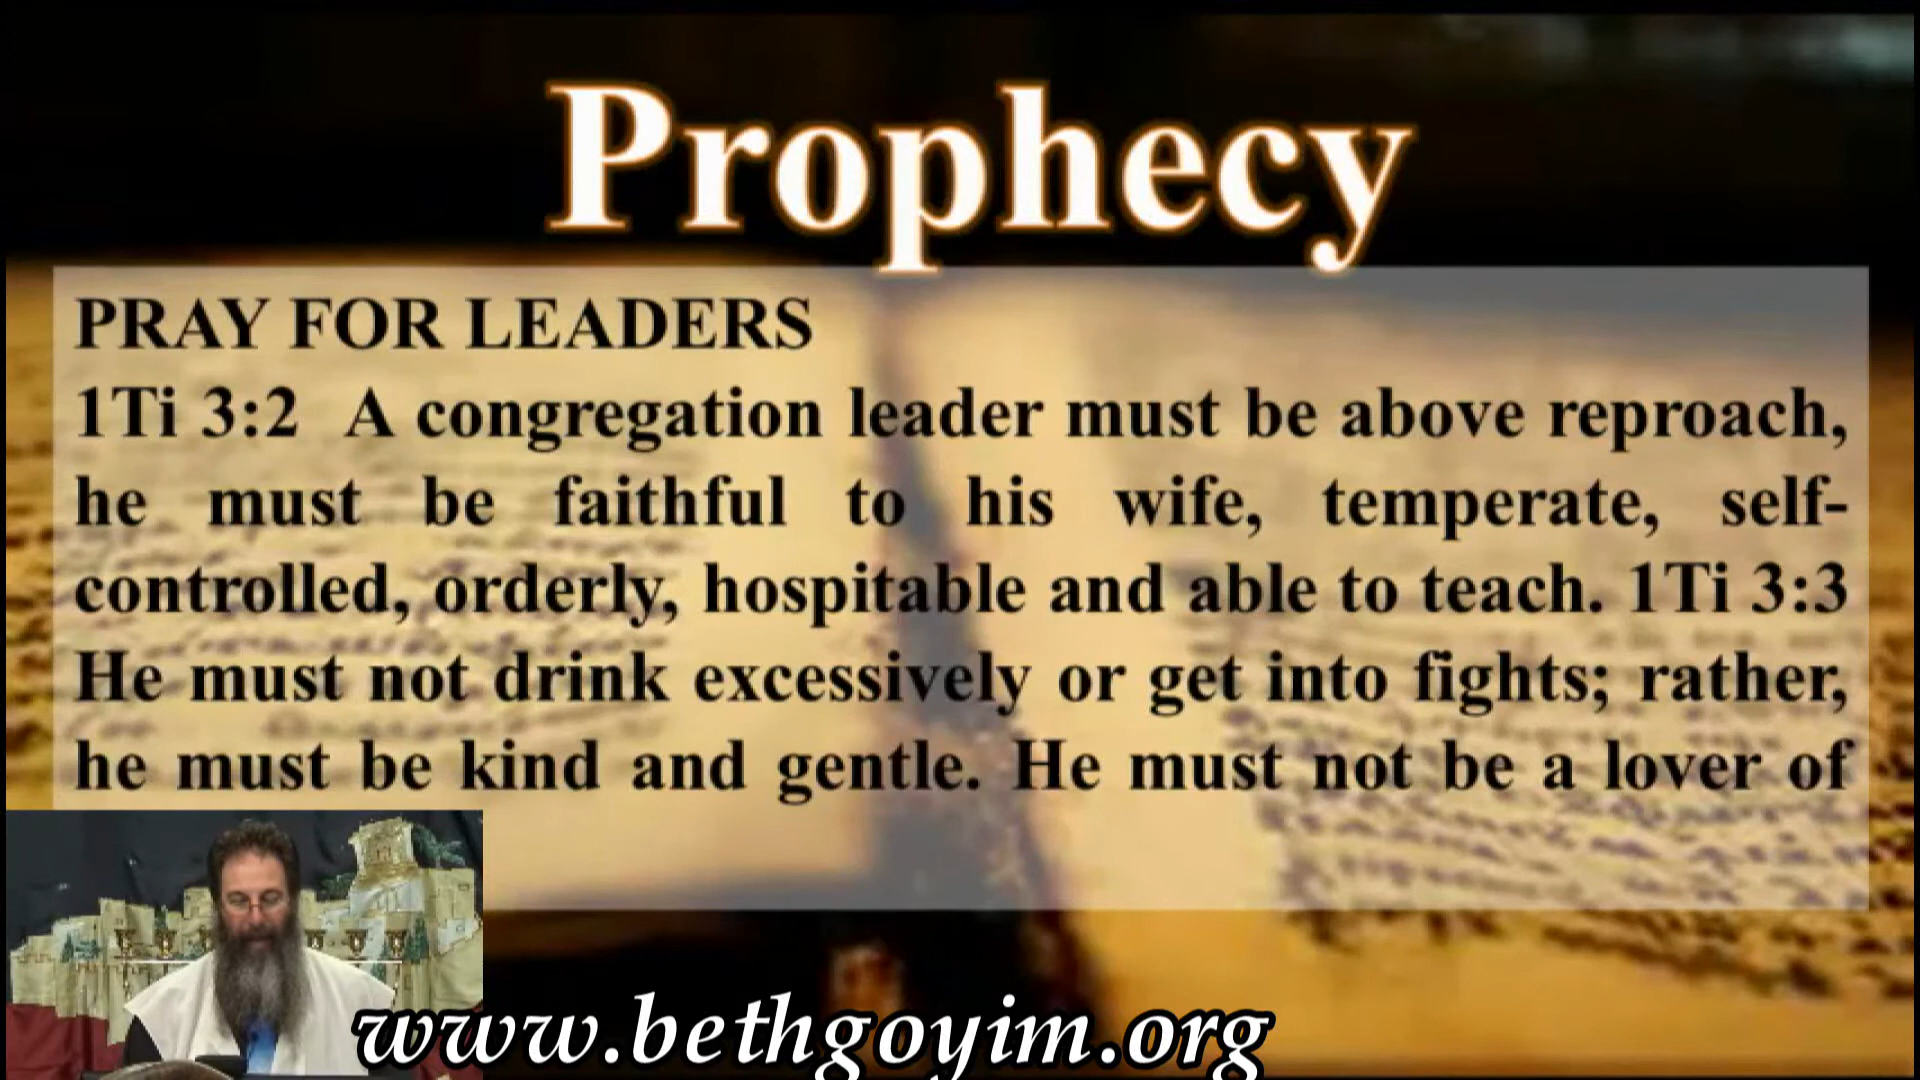 Prophecy
PRAY FOR LEADERS
1Ti 3:2 A congregation leader must be above reproach,
he must be faithful to his wife, temperate, self-
controlled, orderly, hospitable and able to teach. 1Ti 3:3
He must not drink excessively or get into fights; rather,
he must be kind and gentle. He must not be a lover of
www.bethgoyim.org